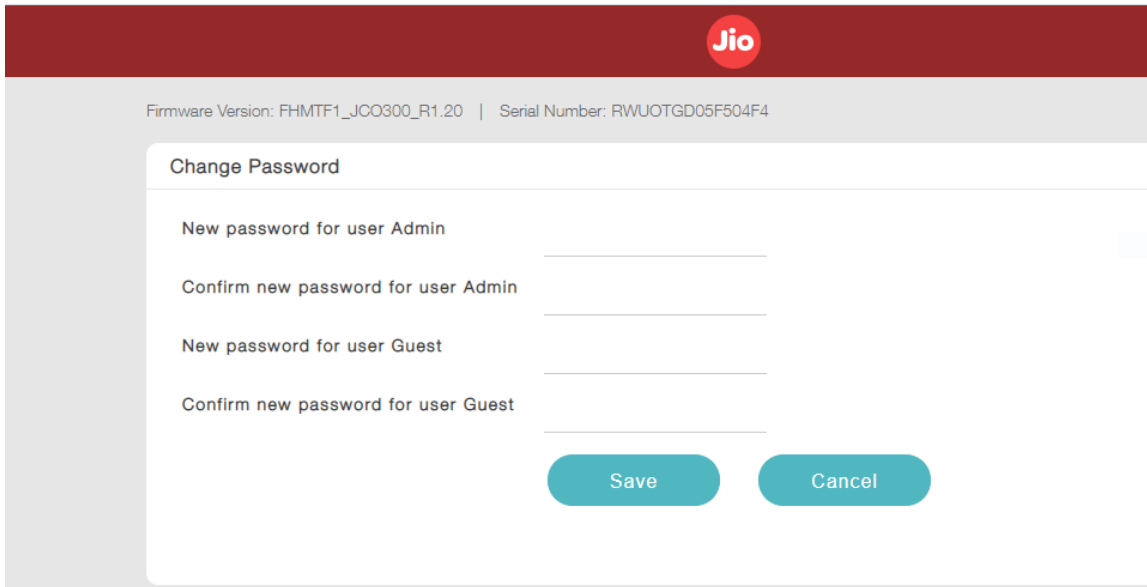 Jio
Firmware Version: FHMTF1_JCO300_R1.20 | Serial Number: RWUOTGD05F504F4
Change Password
New password for user Admin
Confirm new password for user Admin
New password for user Guest
Confirm new password for user Guest
Save Cancel